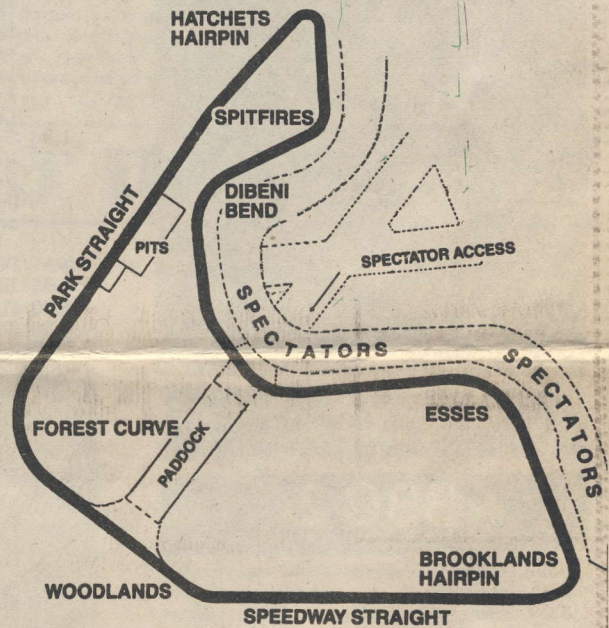 HATCHETS
HAIRPIN
SPITFIRES
DIBENI
BEND
PARK STRAIGHT
PITS
SPECTATOR ACCESS
SPECTATORS
SPECTATORS
ESSES
FOREST CURVE
PADDOCK
BROOKLANDS
HAIRPIN
WOODLANDS
SPEEDWAY STRAIGHT